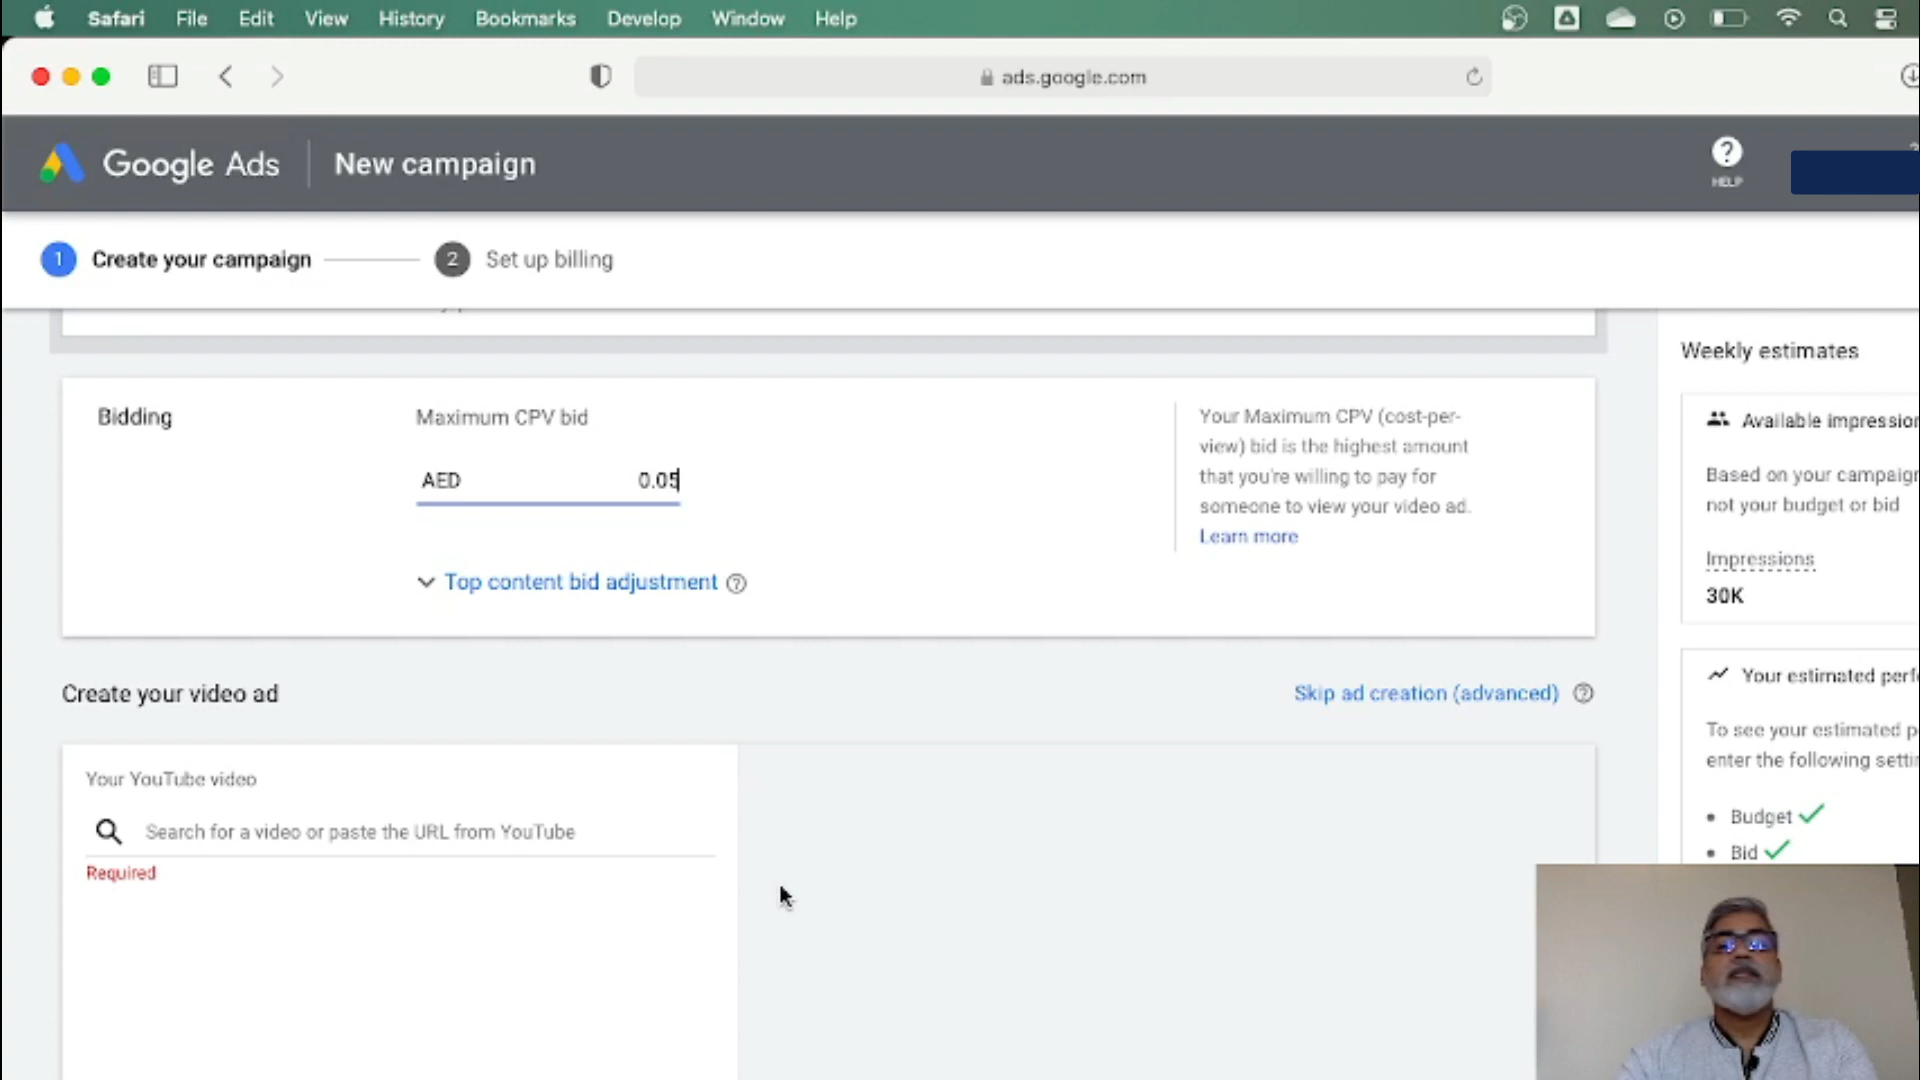 Safari File Edit View History Bookmarks Develop Window Help
ads.google.com
Google Ads New campaign
HELP
1 Create your campaign 2 Set up billing
Bidding
Maximum CPV bid
AED 0.05
Top content bid adjustment
Your Maximum CPV (cost-per-
view) bid is the highest amount
that you're willing to pay for
someone to view your video ad.
Learn more
Create your video ad
Skip ad creation (advanced)
Your YouTube video
Search for a video or paste the URL from YouTube
Required
Weekly estimates
Available impression
Based on your campaign
not your budget or bid
Impressions
30K
Your estimated perf
To see your estimated p
enter the following setti
Budget
Bid